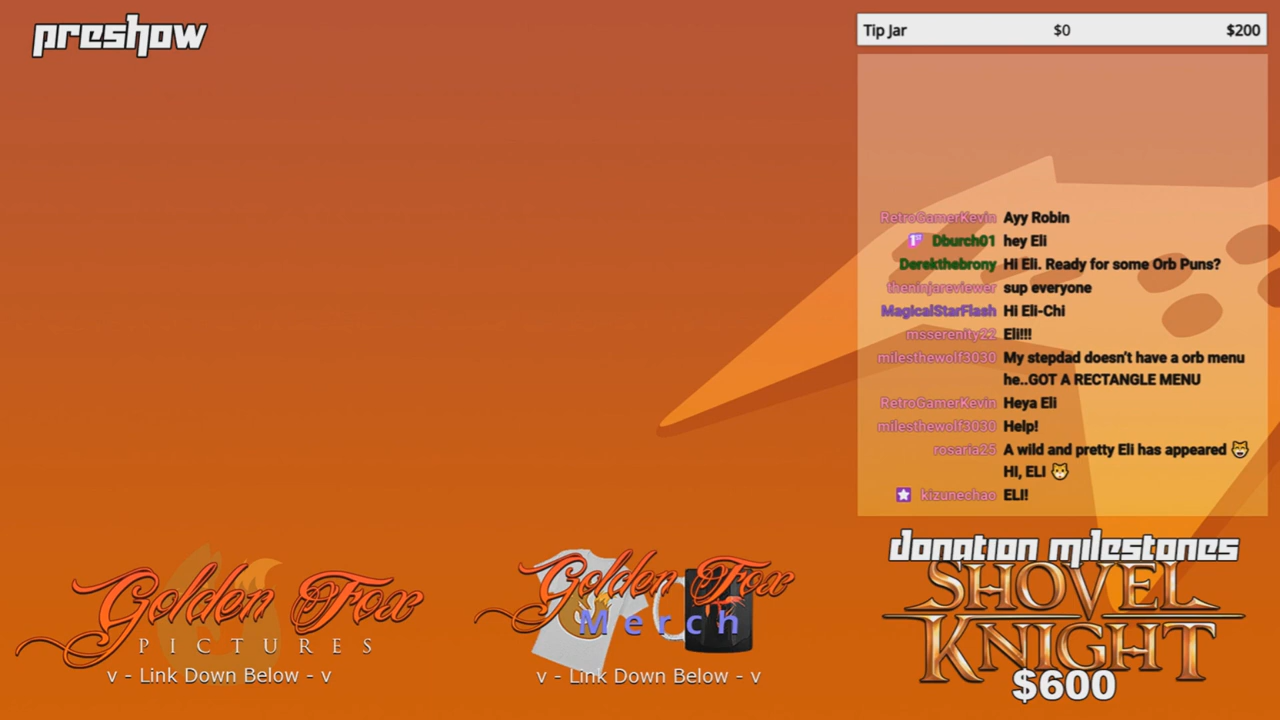 preshow
Tip Jar $0 $200
RetroGamerKevin Ayy Robin
1st Dburch01 hey Eli
Derekthebrony Hi Eli. Ready for some Orb Puns?
theninjareviewer sup everyone
MagicalStarFlash Hi Eli-Chi
msserenity22 Eli!!!
milesthewolf3030 My stepdad doesn't have a orb menu
he..GOT A RECTANGLE MENU
RetroGamerKevin Heya Eli
milesthewolf3030 Help!
rosaria25 A wild and pretty Eli has appeared
HI, ELI
kizunechao ELI!
Golden Fox
PICTURES
v - Link Down Below - v
Golden Fox
Merch
v - Link Down Below - v
donation milestones
SHOVEL
KNIGHT
$600